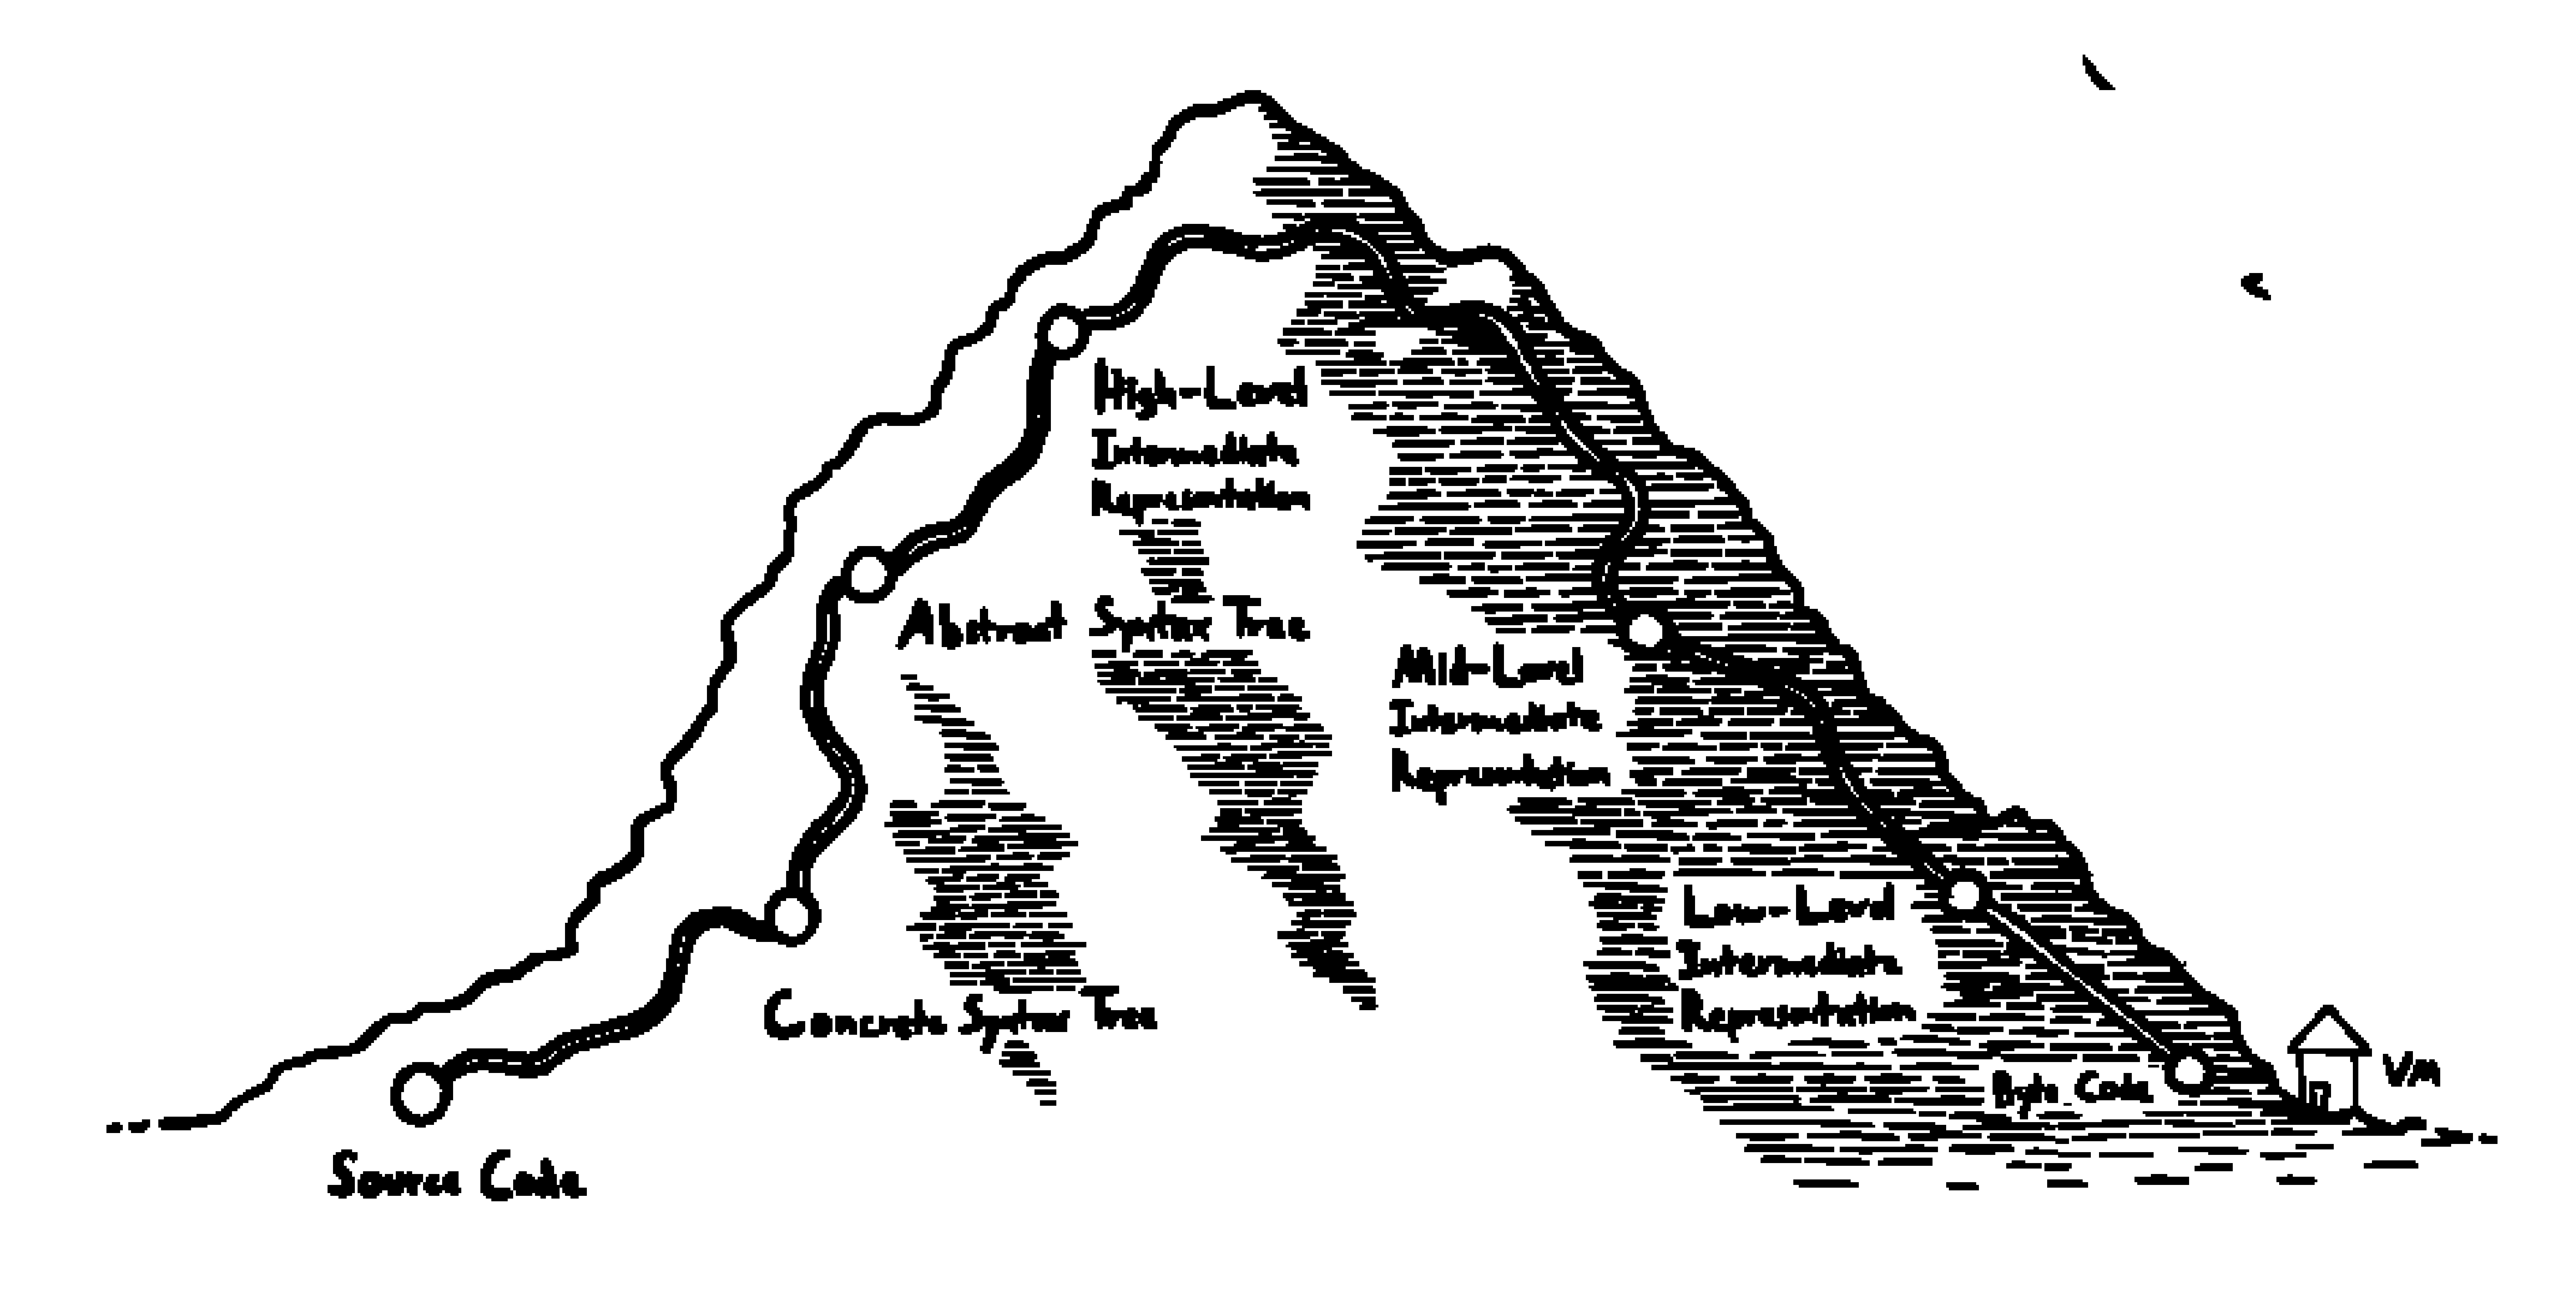 High-Level
Intermediate
Representation
Abstract Syntax Tree
Mid-Level
Intermediate
Representation
Low-Level
Intermediate
Representation
Concrete Syntax Tree
Byte Code
VM
Source Code